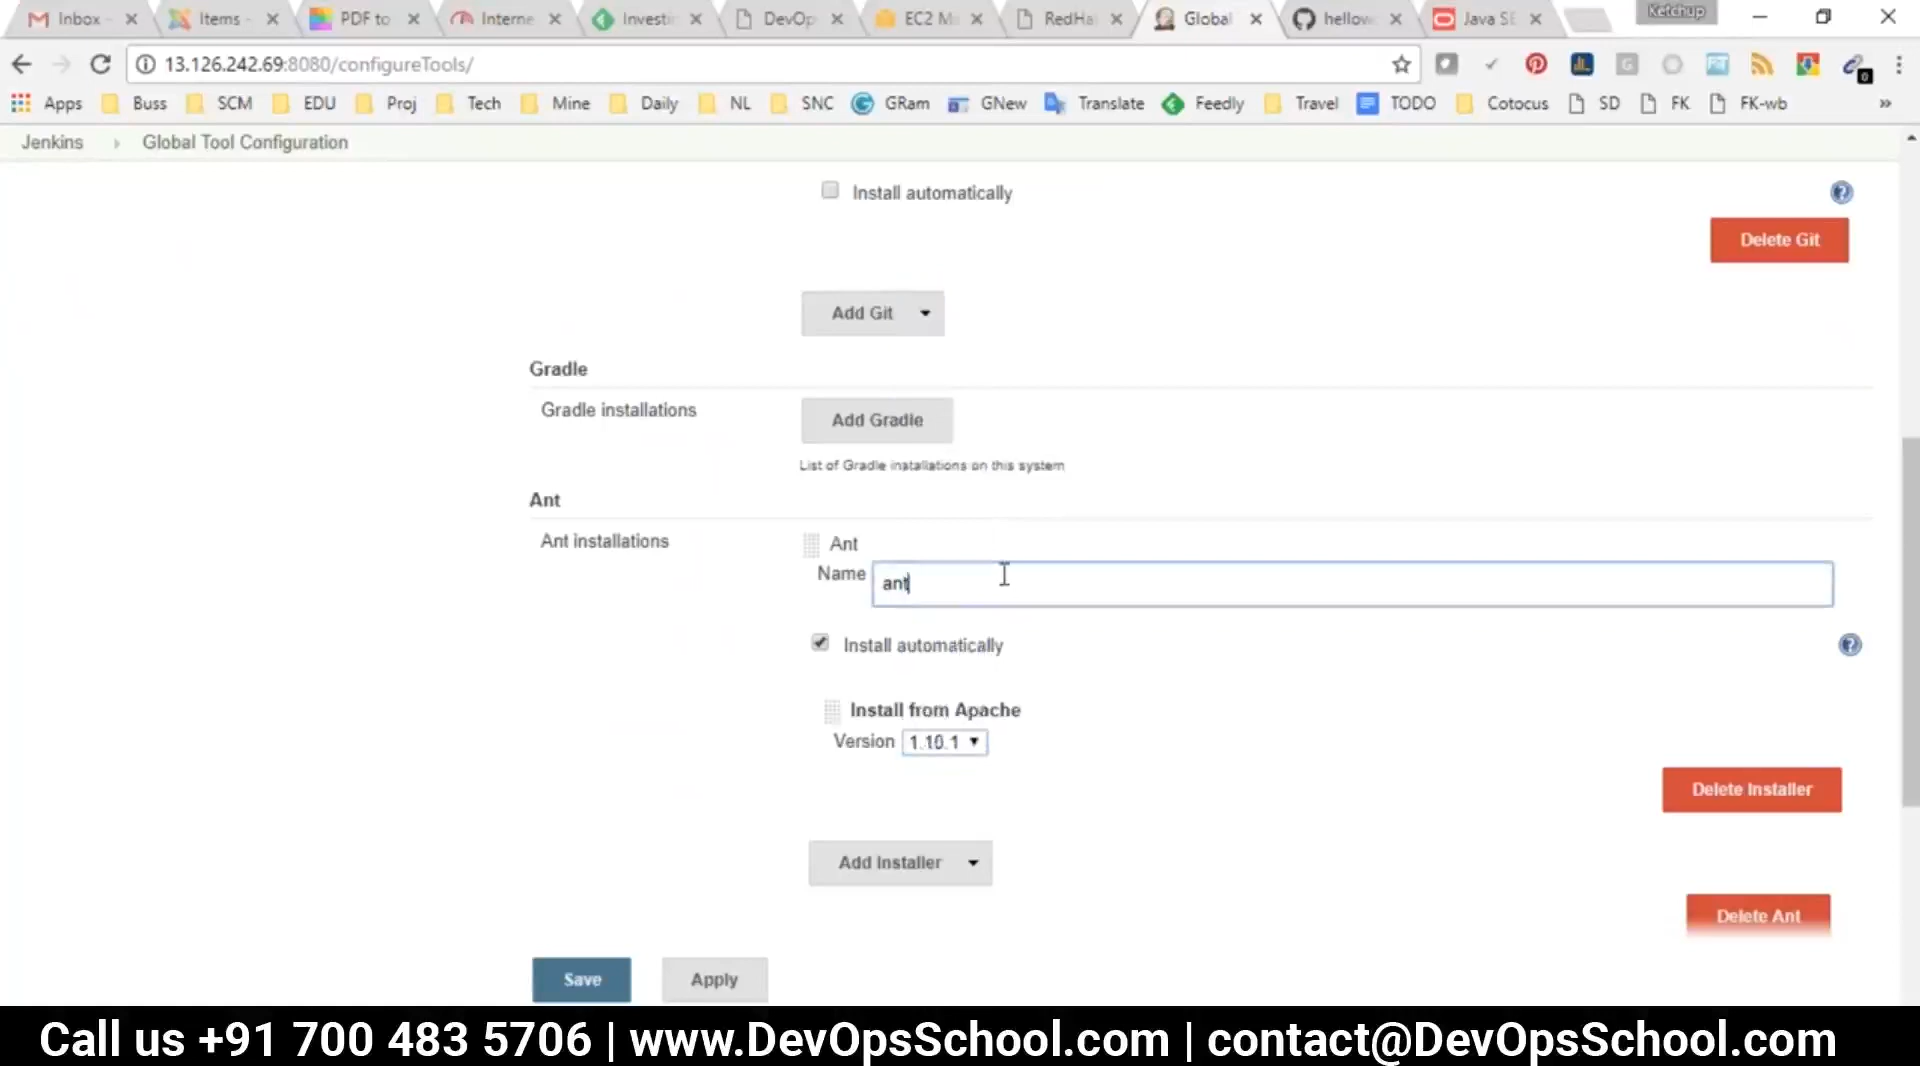 Inbox - Items - PDF to Interne Investi DevOp EC2 M RedHa Global hellow Java SE Ketchup
13.126.242.69:8080/configureTools/
Apps Buss SCM EDU Proj Tech Mine Daily NL SNC GRam GNew Translate Feedly Travel TODO Cotocus SD FK FK-wb »
Jenkins Global Tool Configuration
Install automatically
Delete Git
Add Git
Gradle
Gradle installations Add Gradle
List of Gradle installations on this system
Ant
Ant installations Ant
Name ant
Install automatically
Install from Apache
Version 1.10.1
Delete Installer
Add Installer
Delete Ant
Save Apply
Call us +91 700 483 5706 | www.DevOpsSchool.com | contact@DevOpsSchool.com